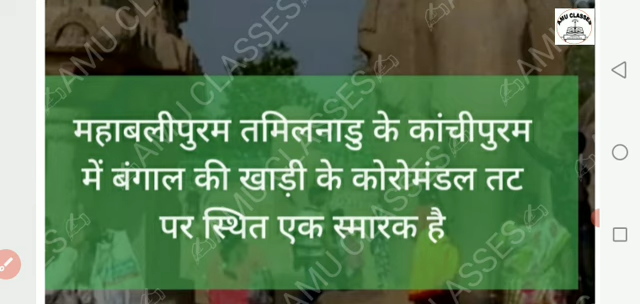 AMU CLASSES
महाबलीपुरम तमिलनाडु के कांचीपुरम
में बंगाल की खाड़ी के कोरोमंडल तट
पर स्थित एक स्मारक है